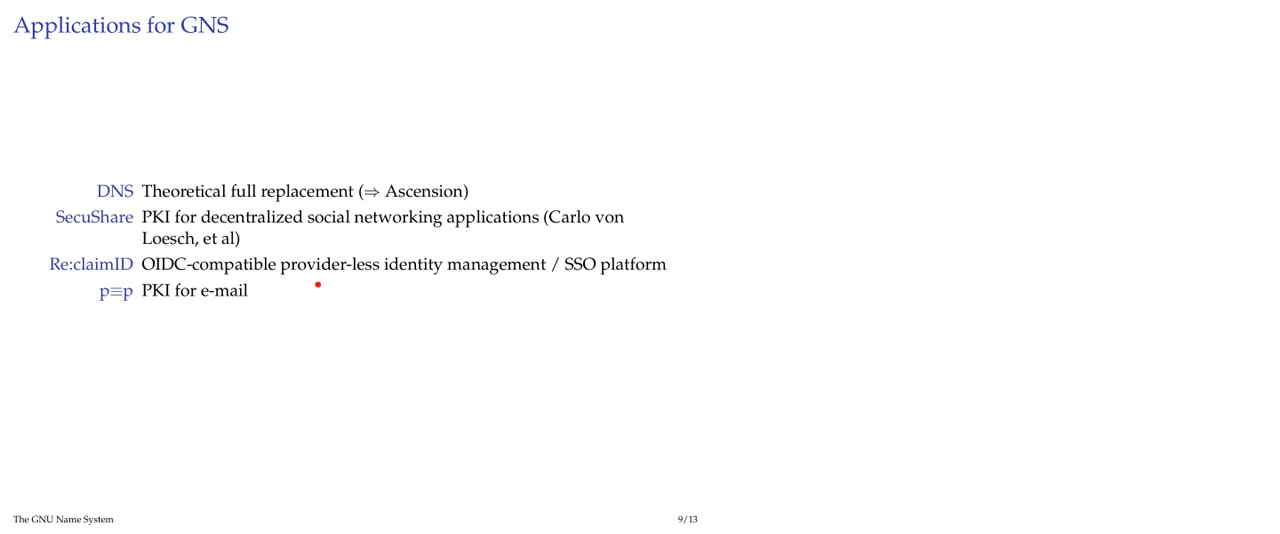 Applications for GNS
DNS Theoretical full replacement (⇒ Ascension)
SecuShare PKI for decentralized social networking applications (Carlo von
Loesch, et al)
Re:claimID OIDC-compatible provider-less identity management / SSO platform
p≡p PKI for e-mail
The GNU Name System 9/13